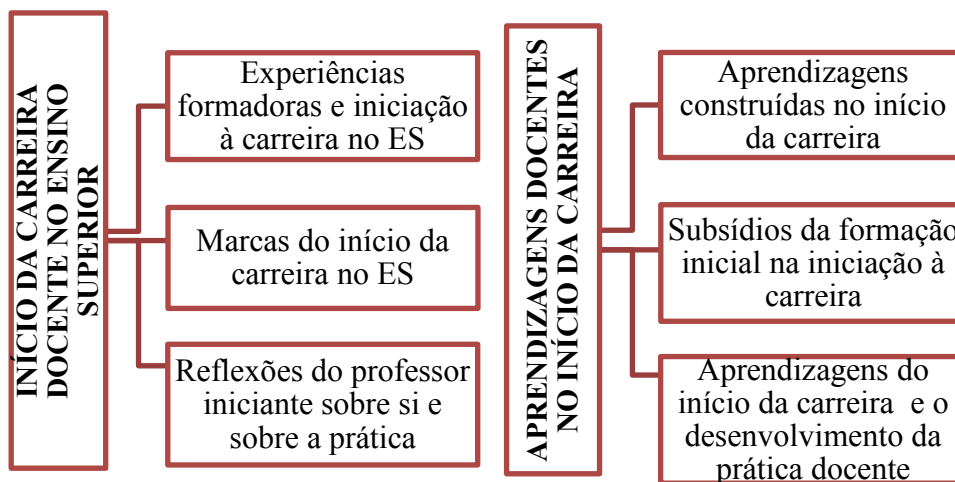 INÍCIO DA CARREIRA
DOCENTE NO ENSINO
SUPERIOR
Experiências
formadoras e iniciação
à carreira no ES
Marcas do início da
carreira no ES
Reflexões do professor
iniciante sobre si e
sobre a prática
APRENDIZAGENS DOCENTES
NO INÍCIO DA CARREIRA
Aprendizagens
construídas no início
da carreira
Subsídios da formação
inicial na iniciação à
carreira
Aprendizagens do
início da carreira e o
desenvolvimento da
prática docente